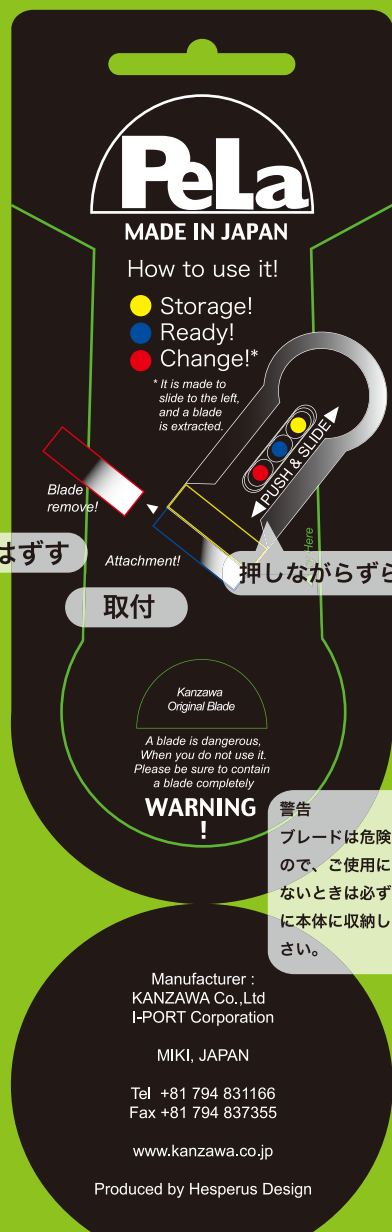 PeLa
MADE IN JAPAN
How to use it!
Storage!
Ready!
Change!*
* It is made to
slide to the left,
and a blade
is extracted.
PUSH & SLIDE
Blade
remove!
はずす
Attachment!
取付
押しながらずら
Here
Kanzawa
Original Blade
A blade is dangerous,
When you do not use it.
Please be sure to contain
a blade completely
WARNING
!
警告
ブレードは危険
ので、ご使用に
ないときは必ず
に本体に収納し
さい。
Manufacturer :
KANZAWA Co.,Ltd
I-PORT Corporation
MIKI, JAPAN
Tel +81 794 831166
Fax +81 794 837355
www.kanzawa.co.jp
Produced by Hesperus Design